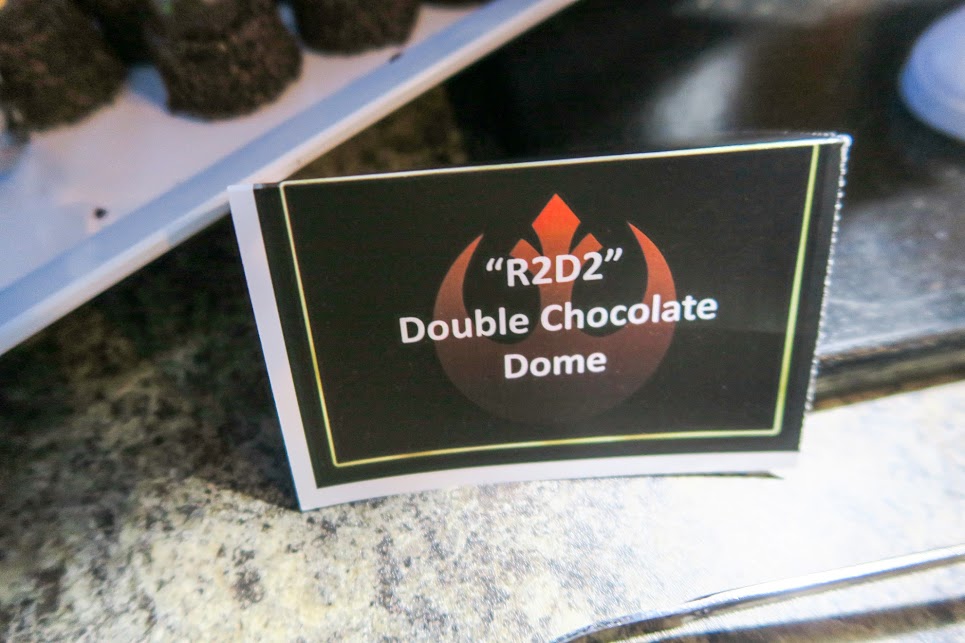 “R2D2”
Double Chocolate
Dome